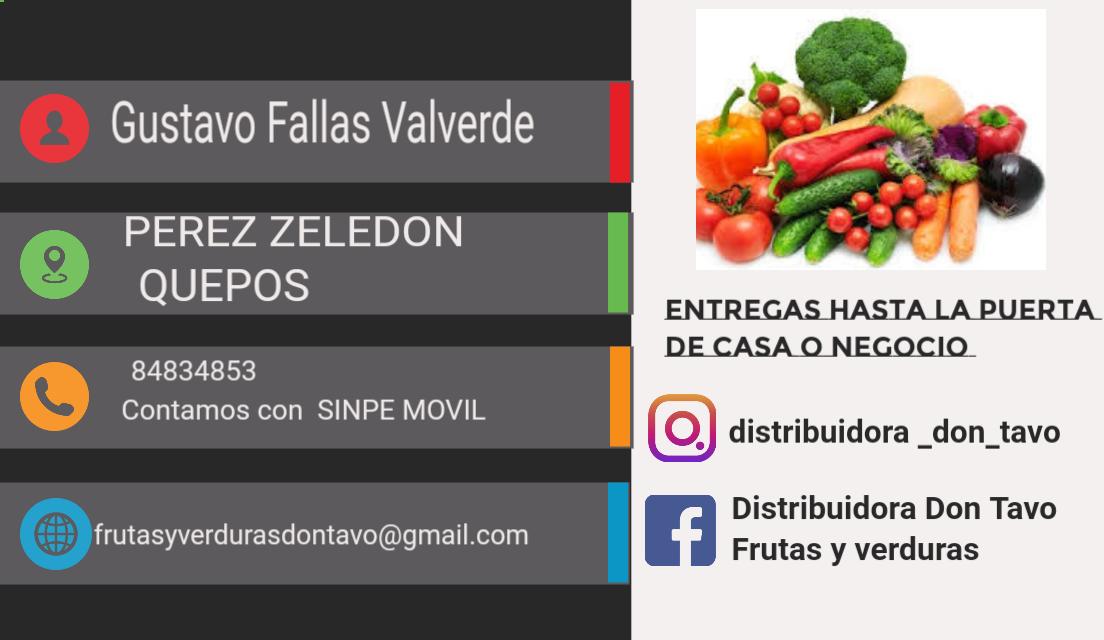 Gustavo Fallas Valverde
PEREZ ZELEDON
QUEPOS
84834853
Contamos con SINPE MOVIL
frutasyverdurasdontavo@gmail.com
ENTREGAS HASTA LA PUERTA
DE CASA O NEGOCIO
distribuidora _don_tavo
Distribuidora Don Tavo
Frutas y verduras